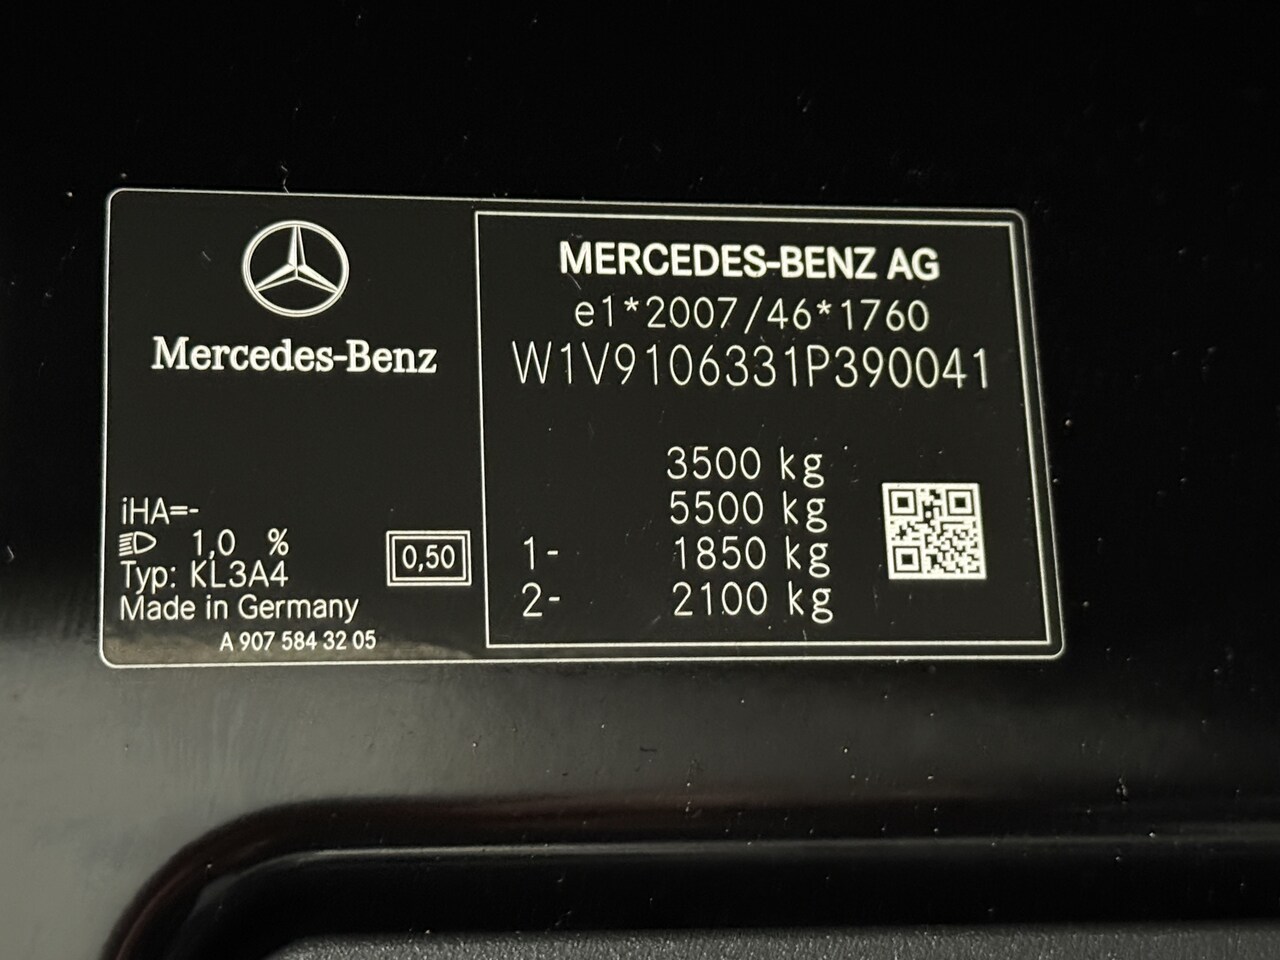 Mercedes-Benz
iHA=-
1,0 %
Typ: KL3A4
Made in Germany
A 907 584 32 05
0,50
MERCEDES-BENZ AG
e1*2007/46*1760
W1V9106331P390041
3500 kg
5500 kg
1- 1850 kg
2- 2100 kg